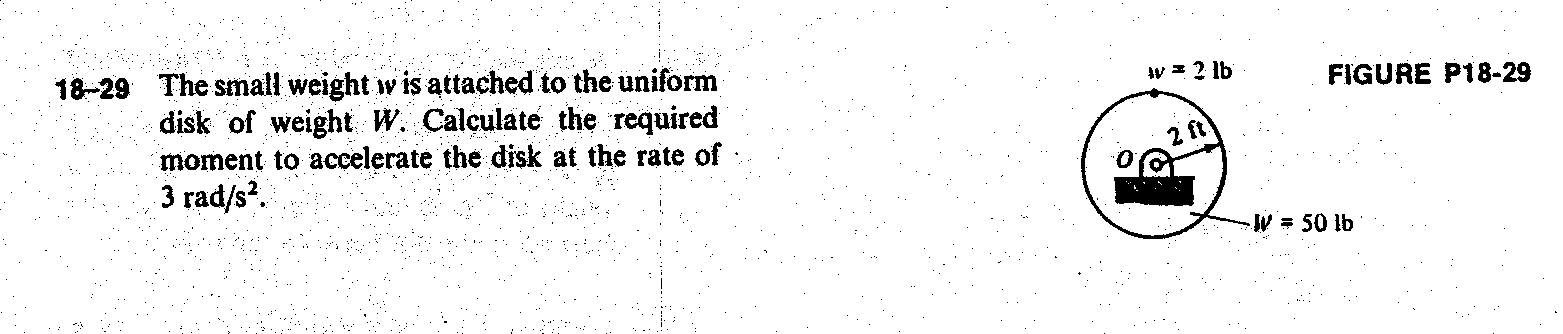 18–29 The small weight w is attached to the uniform
disk of weight W. Calculate the required
moment to accelerate the disk at the rate of
3 rad/s².
w = 2 lb
FIGURE P18-29
2 ft
O
W = 50 lb